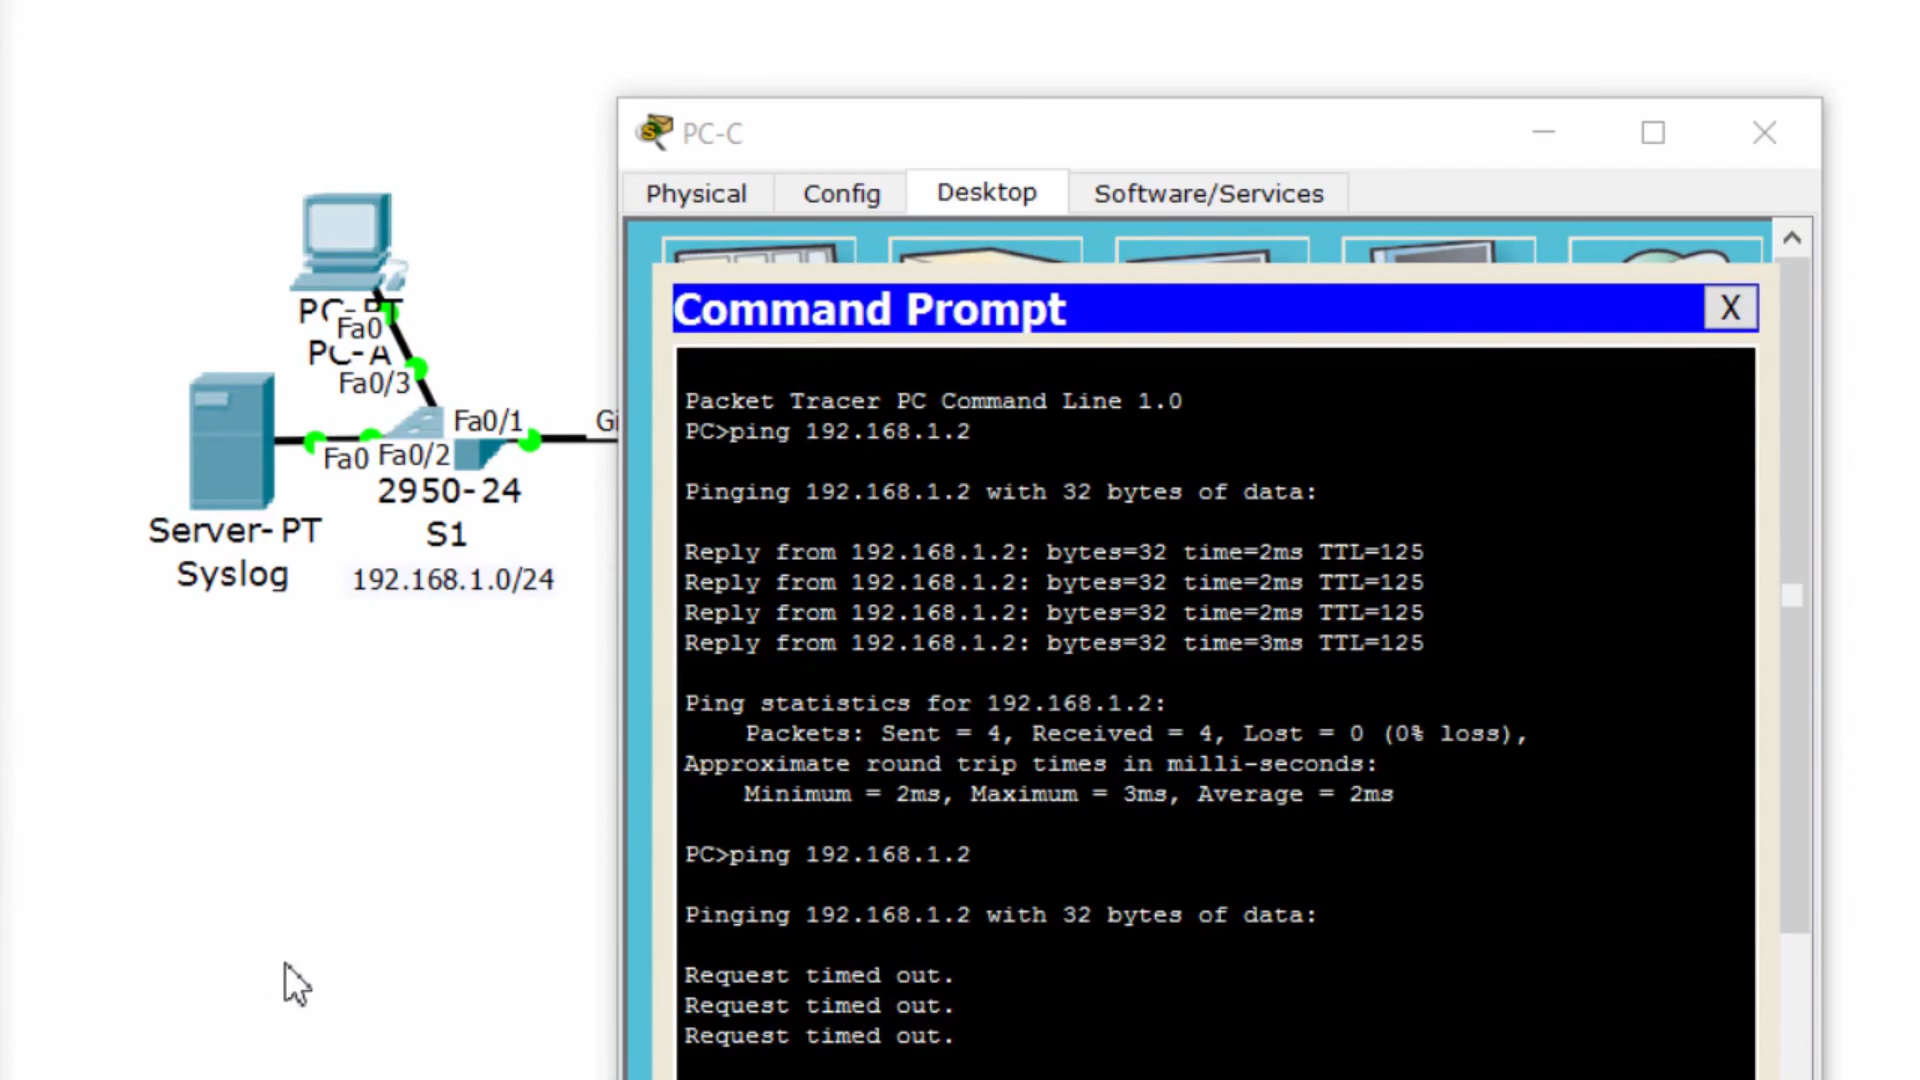 PC-C
Physical Config Desktop Software/Services
Command Prompt X
Packet Tracer PC Command Line 1.0
PC>ping 192.168.1.2
Pinging 192.168.1.2 with 32 bytes of data:
Reply from 192.168.1.2: bytes=32 time=2ms TTL=125
Reply from 192.168.1.2: bytes=32 time=2ms TTL=125
Reply from 192.168.1.2: bytes=32 time=2ms TTL=125
Reply from 192.168.1.2: bytes=32 time=3ms TTL=125
Ping statistics for 192.168.1.2:
Packets: Sent = 4, Received = 4, Lost = 0 (0% loss),
Approximate round trip times in milli-seconds:
Minimum = 2ms, Maximum = 3ms, Average = 2ms
PC>ping 192.168.1.2
Pinging 192.168.1.2 with 32 bytes of data:
Request timed out.
Request timed out.
Request timed out.
PC-PT
Fa0
PC-A
Fa0/3
Fa0/1
Gi
Fa0 Fa0/2
2950-24
S1
192.168.1.0/24
Server-PT
Syslog